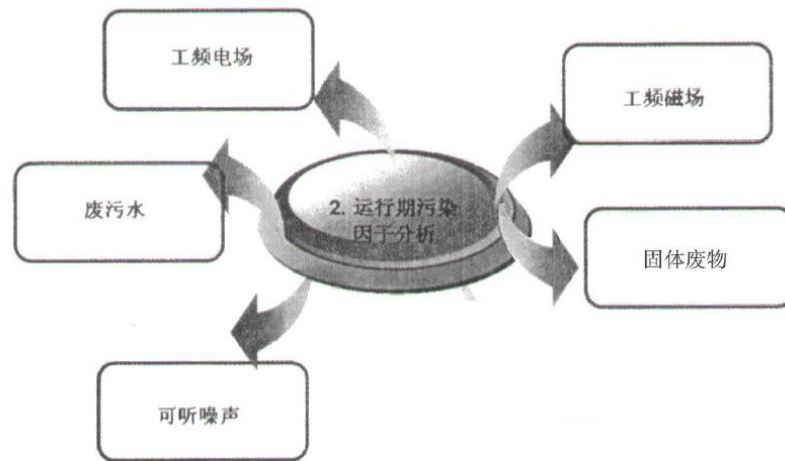 工频电场
工频磁场
废污水
2. 运行期污染
因子分析
固体废物
可听噪声